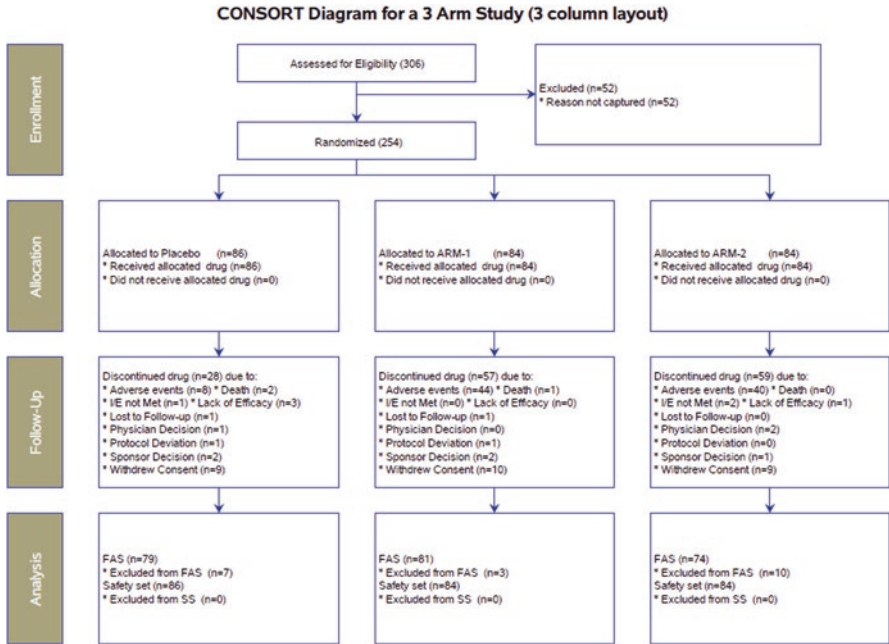 CONSORT Diagram for a 3 Arm Study (3 column layout)
Enrollment
Assessed for Eligibility (306)
Excluded (n=52)
* Reason not captured (n=52)
Randomized (254)
Allocation
Allocated to Placebo (n=86)
* Received allocated drug (n=86)
* Did not receive allocated drug (n=0)
Allocated to ARM-1 (n=84)
* Received allocated drug (n=84)
* Did not receive allocated drug (n=0)
Allocated to ARM-2 (n=84)
* Received allocated drug (n=84)
* Did not receive allocated drug (n=0)
Follow-Up
Discontinued drug (n=28) due to:
* Adverse events (n=8) * Death (n=2)
* I/E not Met (n=1) * Lack of Efficacy (n=3)
* Lost to Follow-up (n=1)
* Physician Decision (n=1)
* Protocol Deviation (n=1)
* Sponsor Decision (n=2)
* Withdrew Consent (n=9)
Discontinued drug (n=57) due to:
* Adverse events (n=44) * Death (n=1)
* I/E not Met (n=0) * Lack of Efficacy (n=0)
* Lost to Follow-up (n=1)
* Physician Decision (n=0)
* Protocol Deviation (n=1)
* Sponsor Decision (n=2)
* Withdrew Consent (n=10)
Discontinued drug (n=59) due to:
* Adverse events (n=40) * Death (n=0)
* I/E not Met (n=2) * Lack of Efficacy (n=1)
* Lost to Follow-up (n=0)
* Physician Decision (n=2)
* Protocol Deviation (n=0)
* Sponsor Decision (n=1)
* Withdrew Consent (n=9)
Analysis
FAS (n=79)
* Excluded from FAS (n=7)
Safety set (n=86)
* Excluded from SS (n=0)
FAS (n=81)
* Excluded from FAS (n=3)
Safety set (n=84)
* Excluded from SS (n=0)
FAS (n=74)
* Excluded from FAS (n=10)
Safety set (n=84)
* Excluded from SS (n=0)